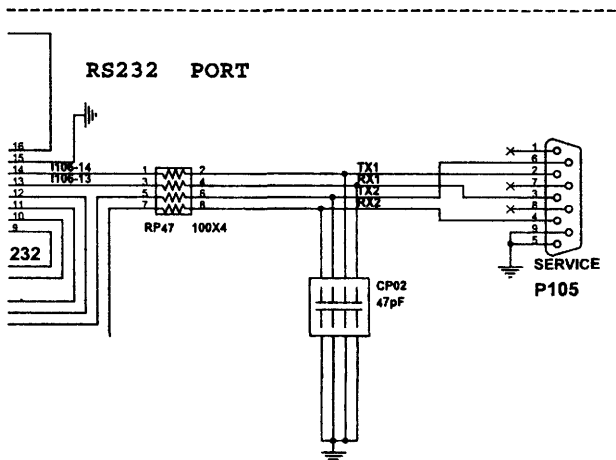 RS232 PORT
16
15
14 I106-14
13 I106-13
12
11
10
9
232
1 2 TX1
3 4 RX1
5 6 TX2
7 8 RX2
RP47 100X4
CP02
47pF
1
6
2
7
3
8
4
9
5
SERVICE
P105